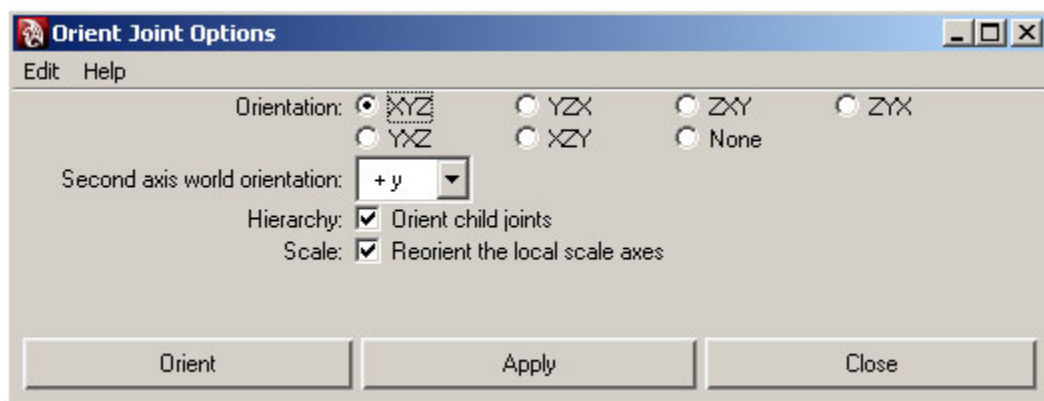 Orient Joint Options
Edit Help
Orientation: XYZ YZX ZXY ZYX
YXZ XZY None
Second axis world orientation: + y
Hierarchy: Orient child joints
Scale: Reorient the local scale axes
Orient Apply Close